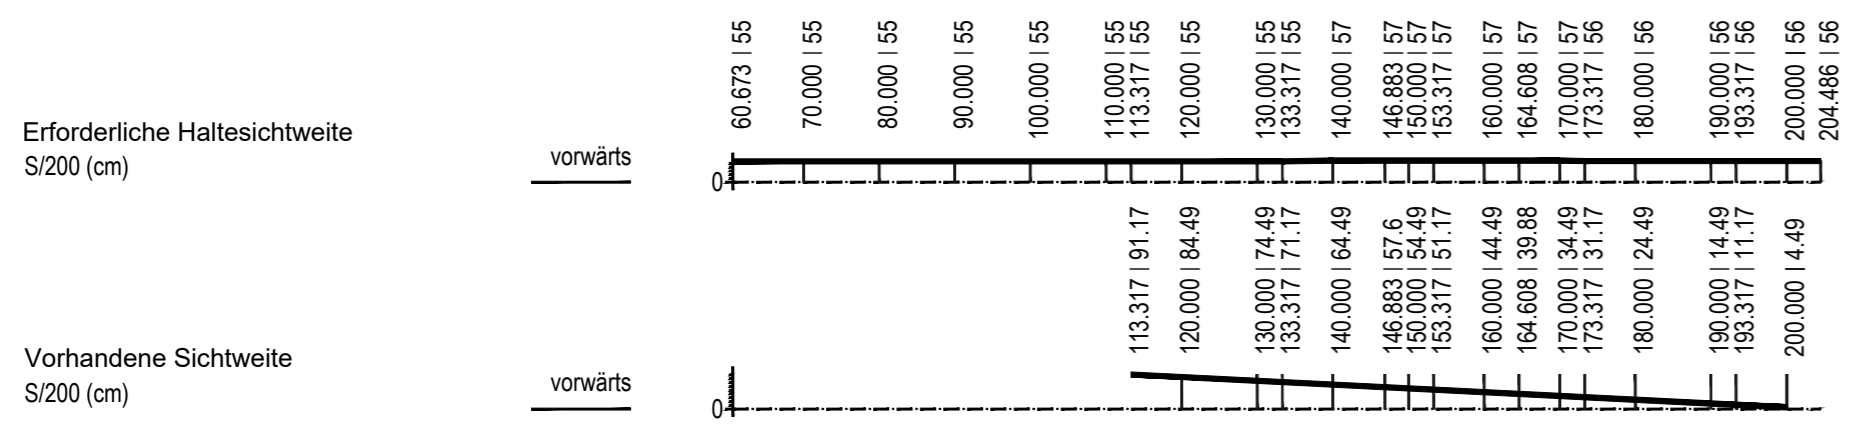 60.673 | 55
70.000 | 55
80.000 | 55
90.000 | 55
100.000 | 55
110.000 | 55
113.317 | 55
120.000 | 55
130.000 | 55
133.317 | 55
140.000 | 57
146.883 | 57
150.000 | 57
153.317 | 57
160.000 | 57
164.608 | 57
170.000 | 57
173.317 | 56
180.000 | 56
190.000 | 56
193.317 | 56
200.000 | 56
204.486 | 56
Erforderliche Haltesichtweite
S/200 (cm)
vorwärts
0
113.317 | 91.17
120.000 | 84.49
130.000 | 74.49
133.317 | 71.17
140.000 | 64.49
146.883 | 57.6
150.000 | 54.49
153.317 | 51.17
160.000 | 44.49
164.608 | 39.88
170.000 | 34.49
173.317 | 31.17
180.000 | 24.49
190.000 | 14.49
193.317 | 11.17
200.000 | 4.49
Vorhandene Sichtweite
S/200 (cm)
vorwärts
0